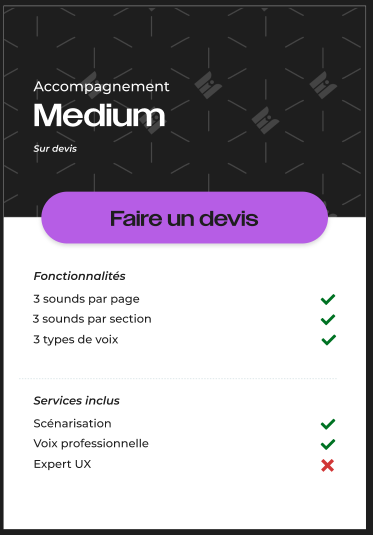 Accompagnement
Medium
Sur devis
Faire un devis
Fonctionnalités
3 sounds par page
3 sounds par section
3 types de voix
Services inclus
Scénarisation
Voix professionnelle
Expert UX